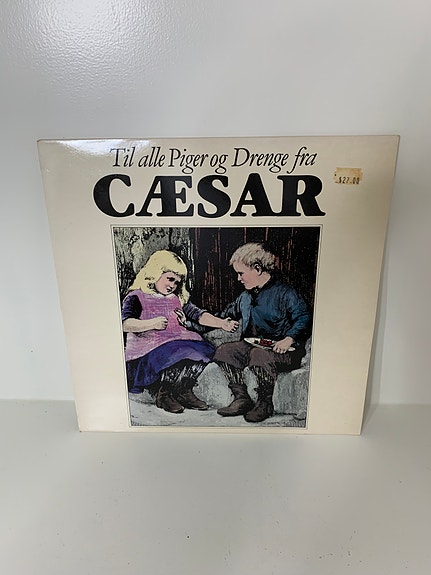 Til alle Piger og Drenge fra
$27.00
CÆSAR